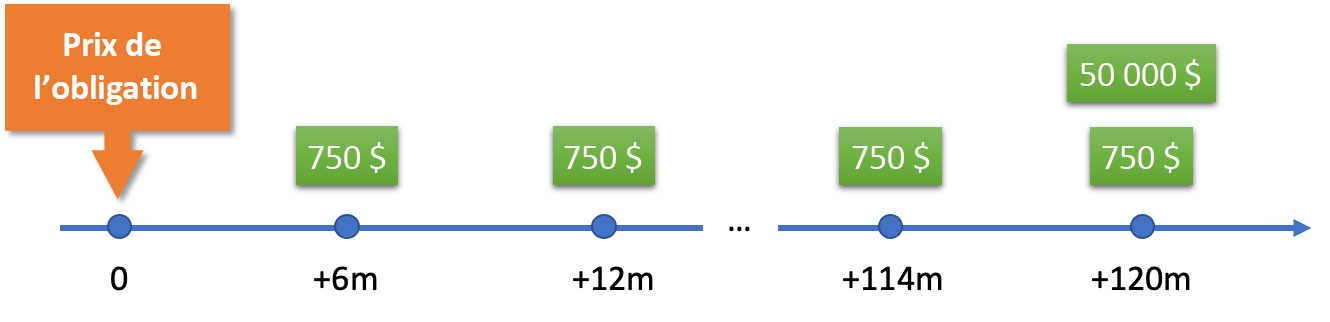 Prix de
l’obligation
50 000 $
750 $
750 $
750 $
750 $
...
0
+6m
+12m
+114m
+120m